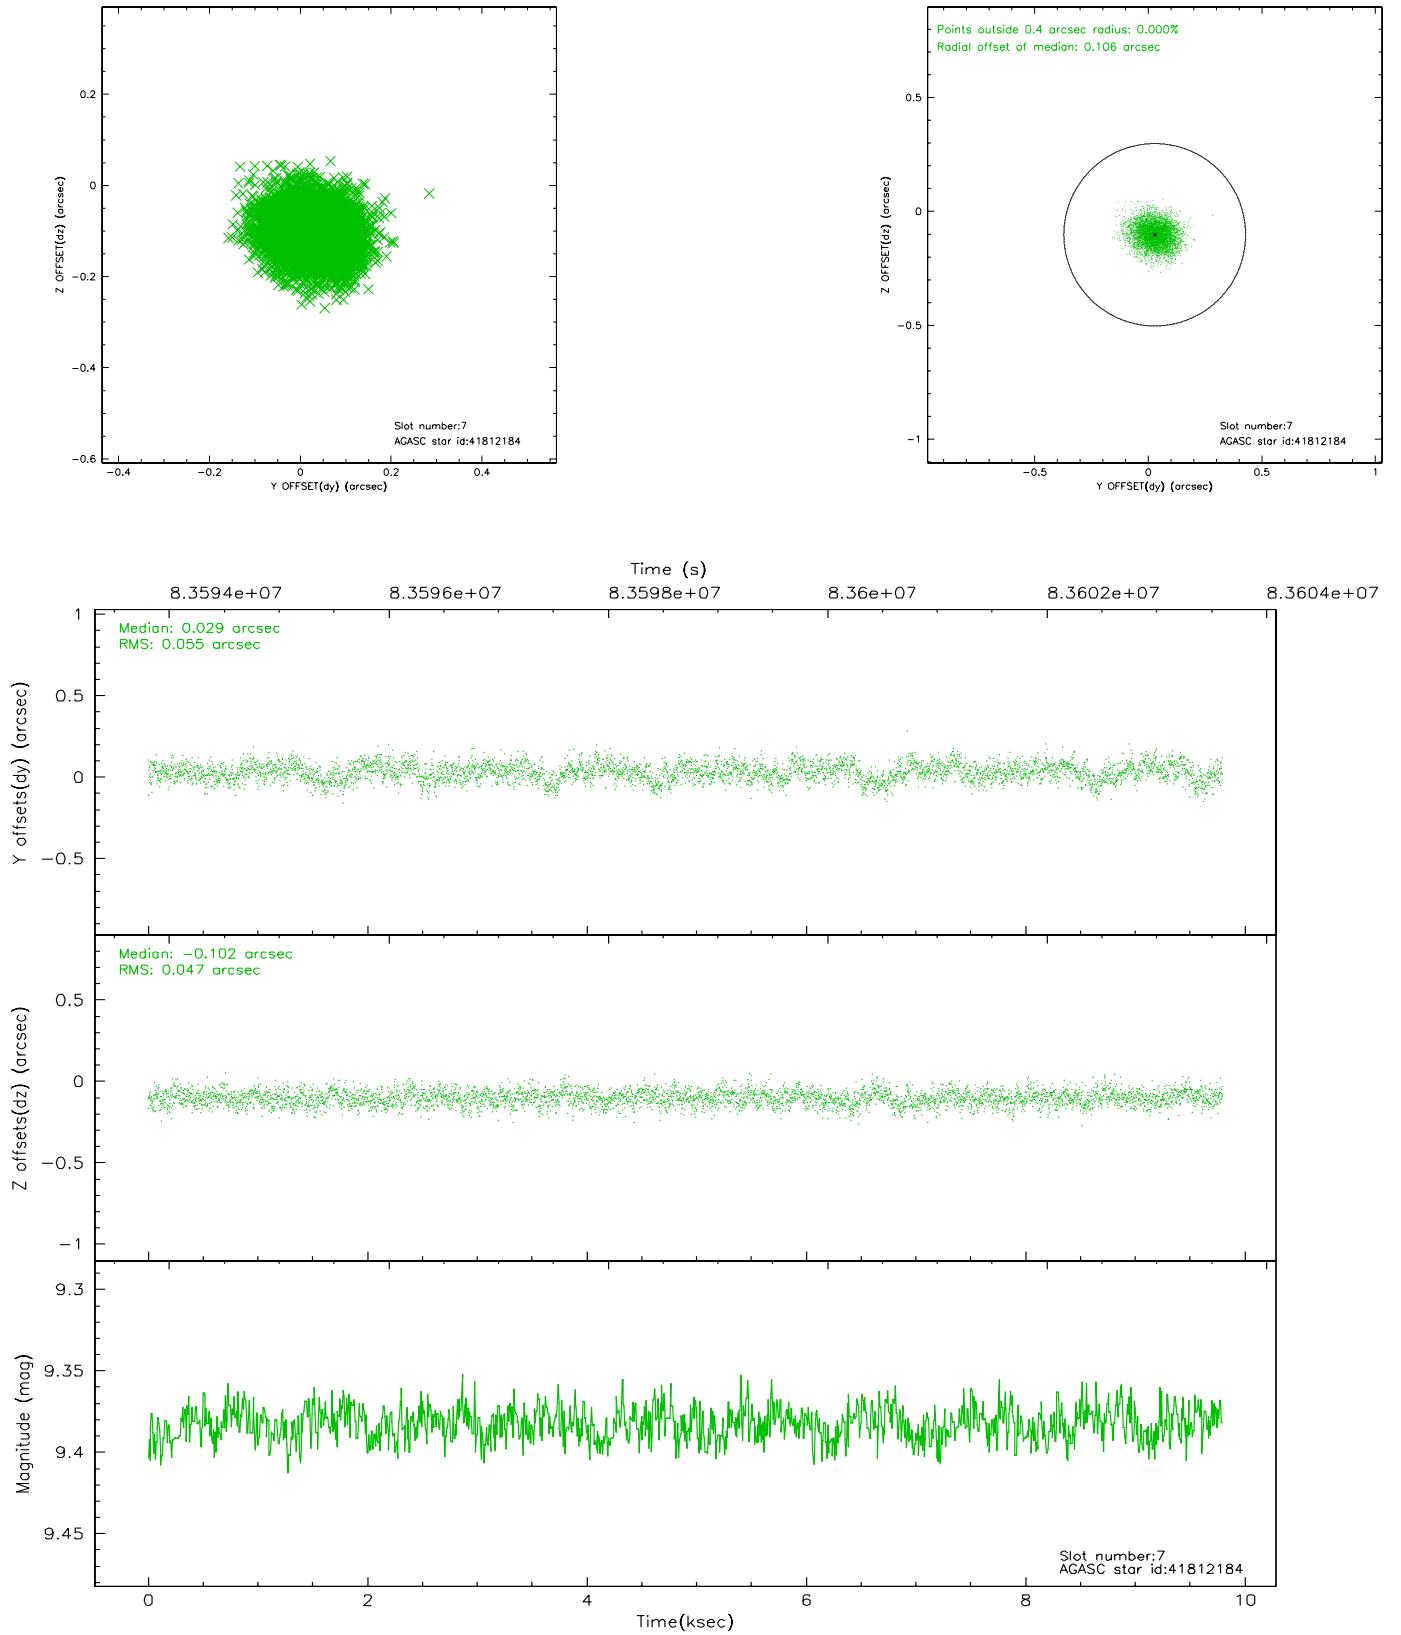 0.2
0
-0.2
-0.4
-0.6
Z OFFSET(dz) (arcsec)
Slot number:7
AGASC star id:41812184
-0.4 -0.2 0 0.2 0.4
Y OFFSET(dy) (arcsec)
Points outside 0.4 arcsec radius: 0.000%
Radial offset of median: 0.106 arcsec
0.5
0
-0.5
-1
Z OFFSET(dz) (arcsec)
Slot number:7
AGASC star id:41812184
-0.5 0 0.5 1
Y OFFSET(dy) (arcsec)
Time (s)
8.3594e+07 8.3596e+07 8.3598e+07 8.36e+07 8.3602e+07 8.3604e+07
Median: 0.029 arcsec
RMS: 0.055 arcsec
1
0.5
0
-0.5
Y offsets(dy) (arcsec)
Median: -0.102 arcsec
RMS: 0.047 arcsec
0.5
0
-0.5
-1
Z offsets(dz) (arcsec)
9.3
9.35
9.4
9.45
Magnitude (mag)
Slot number:7
AGASC star id:41812184
0 2 4 6 8 10
Time(ksec)